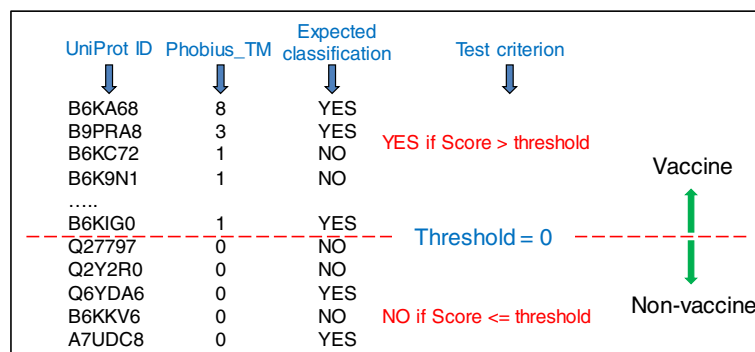 UniProt ID Phobius_TM Expected classification Test criterion
B6KA68 8 YES
B9PRA8 3 YES
YES if Score > threshold
B6KC72 1 NO
B6K9N1 1 NO
Vaccine
.....
B6KIG0 1 YES
Threshold = 0
Q27797 0 NO
Q2Y2R0 0 NO
Q6YDA6 0 YES
Non-vaccine
B6KKV6 0 NO
NO if Score <= threshold
A7UDC8 0 YES